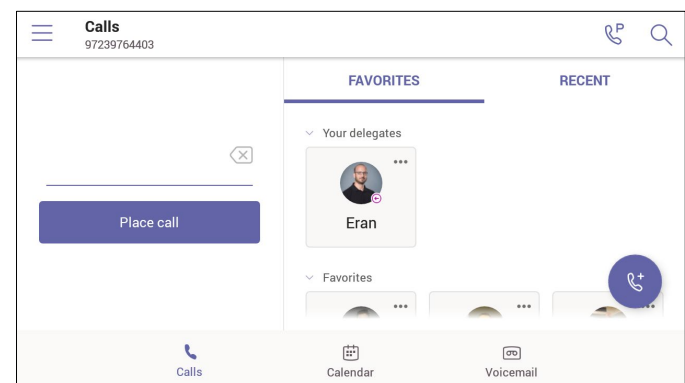 Calls
97239764403
P
FAVORITES
RECENT
Your delegates
Place call
Eran
Favorites
Calls
Calendar
Voicemail